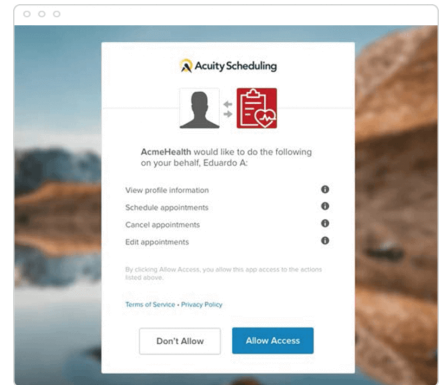 Acuity Scheduling
AcmeHealth would like to do the following
on your behalf, Eduardo A:
View profile information
Schedule appointments
Cancel appointments
Edit appointments
By clicking Allow Access, you allow this app access to the actions
listed above.
Terms of Service • Privacy Policy
Don't Allow
Allow Access